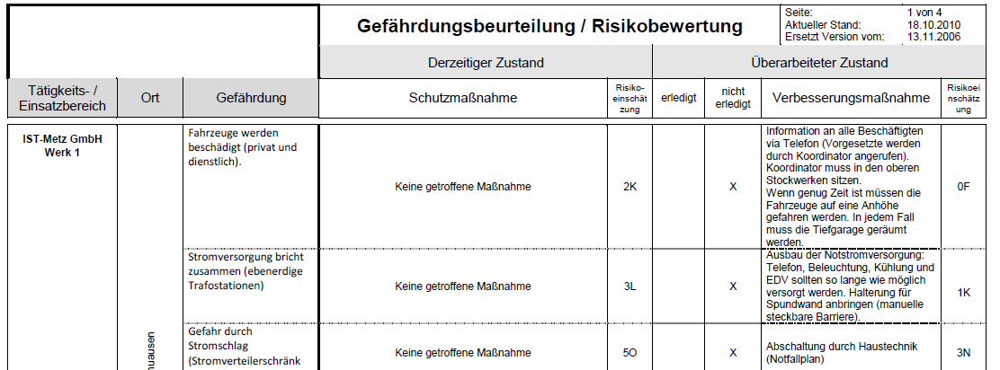 Gefährdungsbeurteilung / Risikobewertung
Seite: 1 von 4
Aktueller Stand: 18.10.2010
Ersetzt Version vom: 13.11.2006
Derzeitiger Zustand
Überarbeiteter Zustand
Tätigkeits- /
Einsatzbereich
Ort
Gefährdung
Schutzmaßnahme
Risiko-
einschät
zung
erledigt
nicht
erledigt
Verbesserungsmaßnahme
Risikoei
nschätz
ung
IST-Metz GmbH
Werk 1
Fahrzeuge werden
beschädigt (privat und
dienstlich).
Keine getroffene Maßnahme
2K
X
Information an alle Beschäftigten
via Telefon (Vorgesetzte werden
durch Koordinator angerufen).
Koordinator muss in den oberen
Stockwerken sitzen.
Wenn genug Zeit ist müssen die
Fahrzeuge auf eine Anhöhe
gefahren werden. In jedem Fall
muss die Tiefgarage geräumt
werden.
0F
Stromversorgung bricht
zusammen (ebenerdige
Trafostationen)
Keine getroffene Maßnahme
3L
X
Ausbau der Notstromversorgung:
Telefon, Beleuchtung, Kühlung und
EDV sollten so lange wie möglich
versorgt werden. Halterung für
Spundwand anbringen (manuelle
steckbare Barriere).
1K
Gefahr durch
Stromschlag
(Stromverteilerschränk
Keine getroffene Maßnahme
5O
X
Abschaltung durch Haustechnik
(Notfallplan)
3N